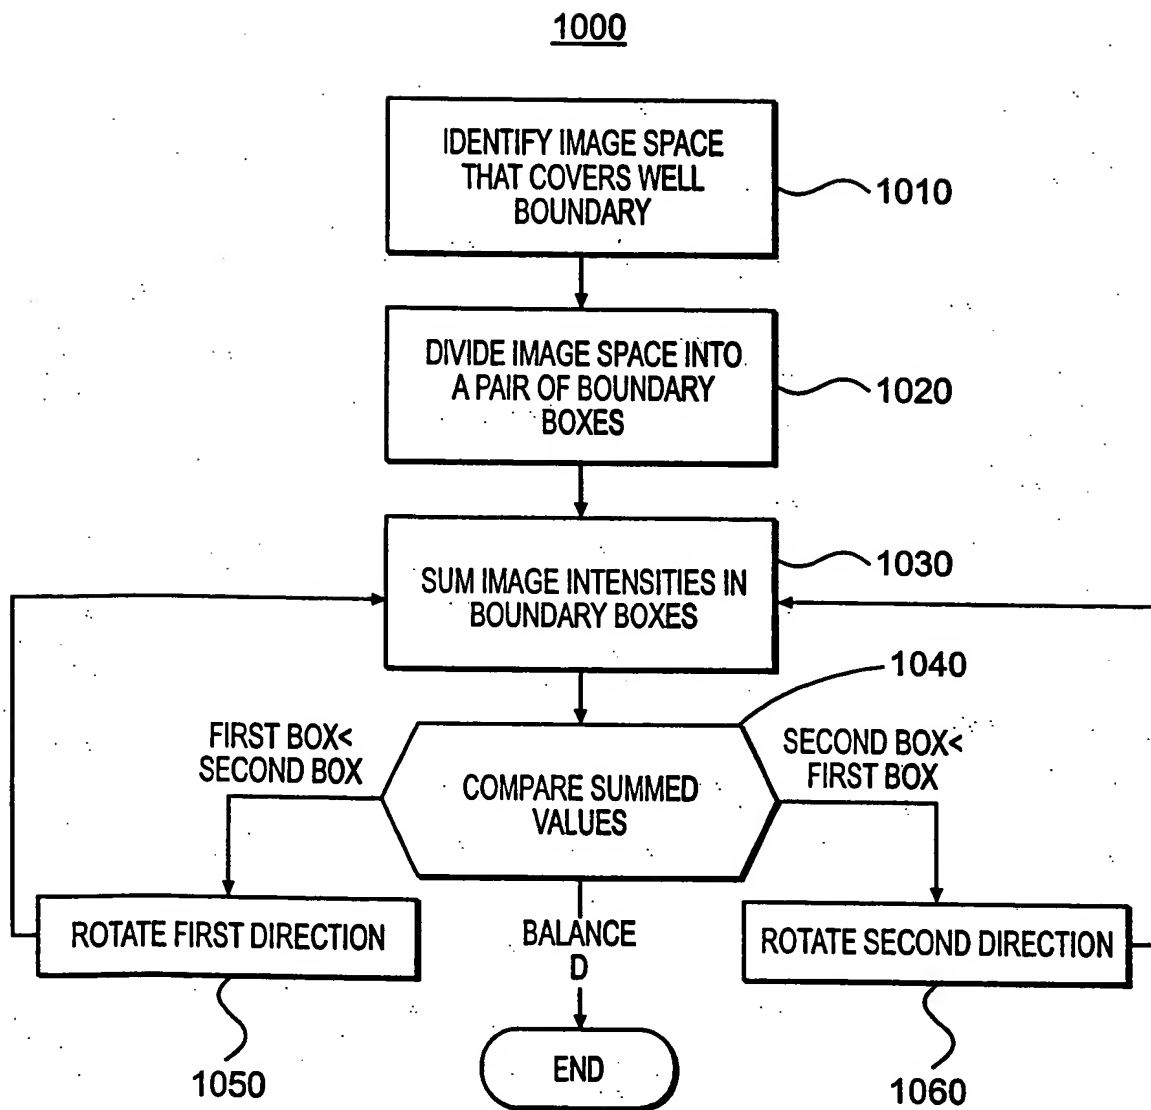 1000
IDENTIFY IMAGE SPACE
THAT COVERS WELL
BOUNDARY
1010
DIVIDE IMAGE SPACE INTO
A PAIR OF BOUNDARY
BOXES
1020
SUM IMAGE INTENSITIES IN
BOUNDARY BOXES
1030
1040
FIRST BOX<
SECOND BOX
COMPARE SUMMED
VALUES
SECOND BOX<
FIRST BOX
ROTATE FIRST DIRECTION
BALANCE
D
ROTATE SECOND DIRECTION
END
1050
1060